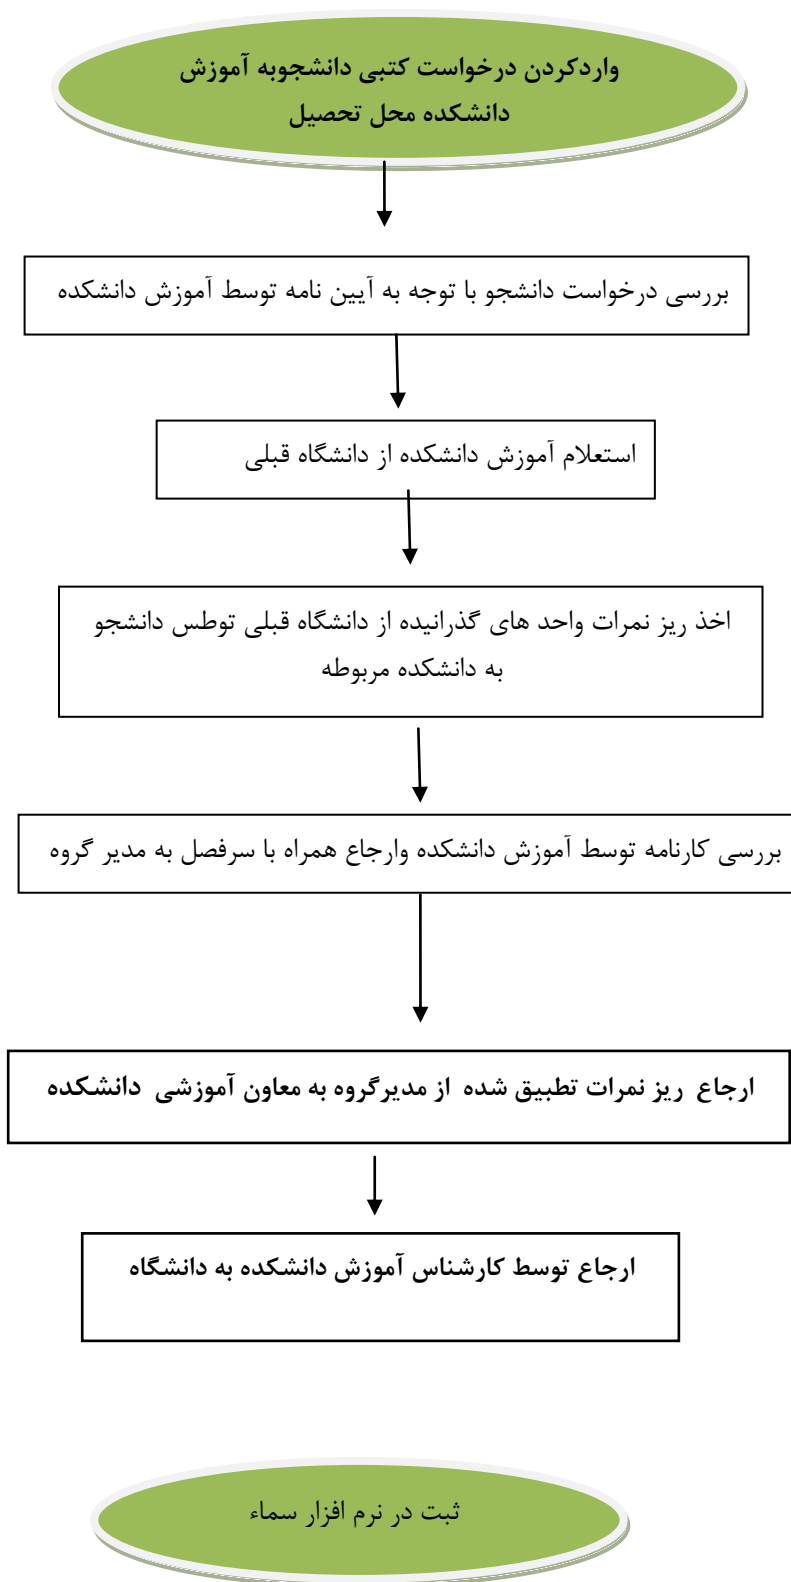 واردکردن درخواست کتبی دانشجوبه آموزش
دانشکده محل تحصیل
بررسی درخواست دانشجو با توجه به آیین نامه توسط آموزش دانشکده
استعلام آموزش دانشکده از دانشگاه قبلی
اخذ ریز نمرات واحد های گذرانیده از دانشگاه قبلی توطس دانشجو
به دانشکده مربوطه
بررسی کارنامه توسط آموزش دانشکده وارجاع همراه با سرفصل به مدیر گروه
ارجاع ریز نمرات تطبیق شده از مدیرگروه به معاون آموزشی دانشکده
ارجاع توسط کارشناس آموزش دانشکده به دانشگاه
ثبت در نرم افزار سماء